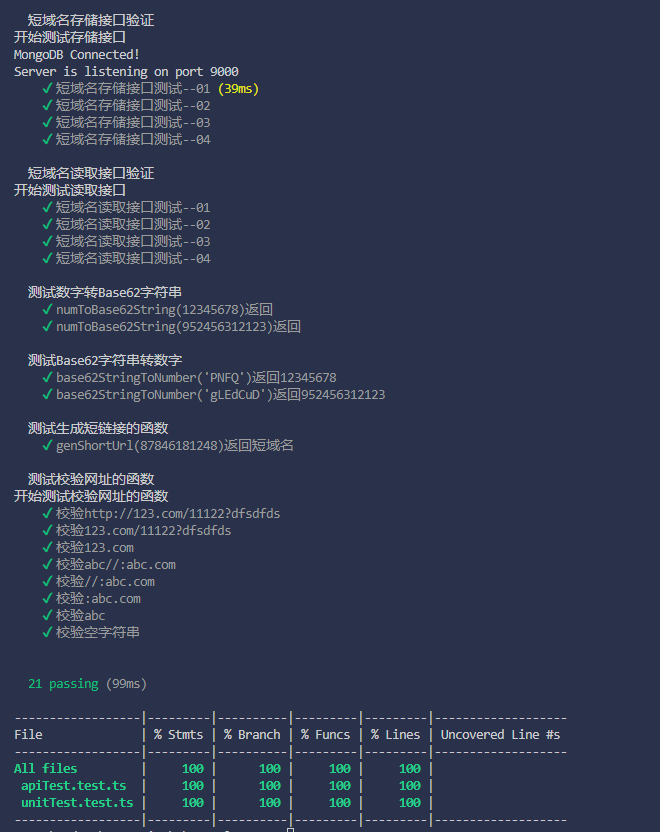 短域名存储接口验证
开始测试存储接口
MongoDB Connected!
Server is listening on port 9000
✓ 短域名存储接口测试--01 (39ms)
✓ 短域名存储接口测试--02
✓ 短域名存储接口测试--03
✓ 短域名存储接口测试--04
短域名读取接口验证
开始测试读取接口
✓ 短域名读取接口测试--01
✓ 短域名读取接口测试--02
✓ 短域名读取接口测试--03
✓ 短域名读取接口测试--04
测试数字转Base62字符串
✓ numToBase62String(12345678)返回
✓ numToBase62String(952456312123)返回
测试Base62字符串转数字
✓ base62StringToNumber('PNFQ')返回12345678
✓ base62StringToNumber('gLEdCuD')返回952456312123
测试生成短链接的函数
✓ genShortUrl(87846181248)返回短域名
测试校验网址的函数
开始测试校验网址的函数
✓ 校验http://123.com/11122?dfsdfds
✓ 校验123.com/11122?dfsdfds
✓ 校验123.com
✓ 校验abc//:abc.com
✓ 校验//:abc.com
✓ 校验:abc.com
✓ 校验abc
✓ 校验空字符串
21 passing (99ms)
------------------|---------|----------|---------|---------|-------------------
File | % Stmts | % Branch | % Funcs | % Lines | Uncovered Line #s
------------------|---------|----------|---------|---------|-------------------
All files | 100 | 100 | 100 | 100 |
apiTest.test.ts | 100 | 100 | 100 | 100 |
unitTest.test.ts | 100 | 100 | 100 | 100 |
------------------|---------|----------|---------|---------|-------------------